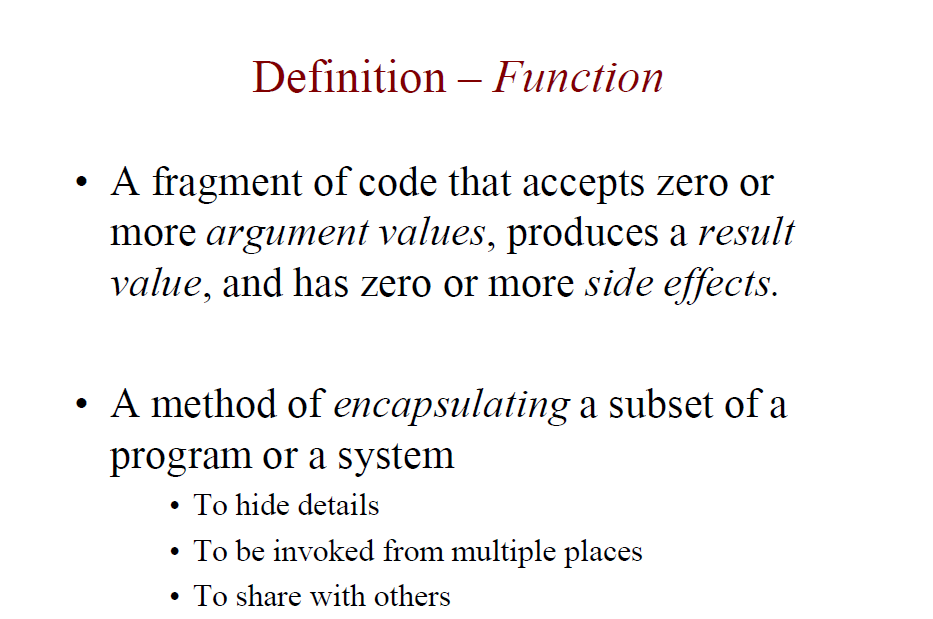 Definition – Function
• A fragment of code that accepts zero or
more argument values, produces a result
value, and has zero or more side effects.
• A method of encapsulating a subset of a
program or a system
• To hide details
• To be invoked from multiple places
• To share with others